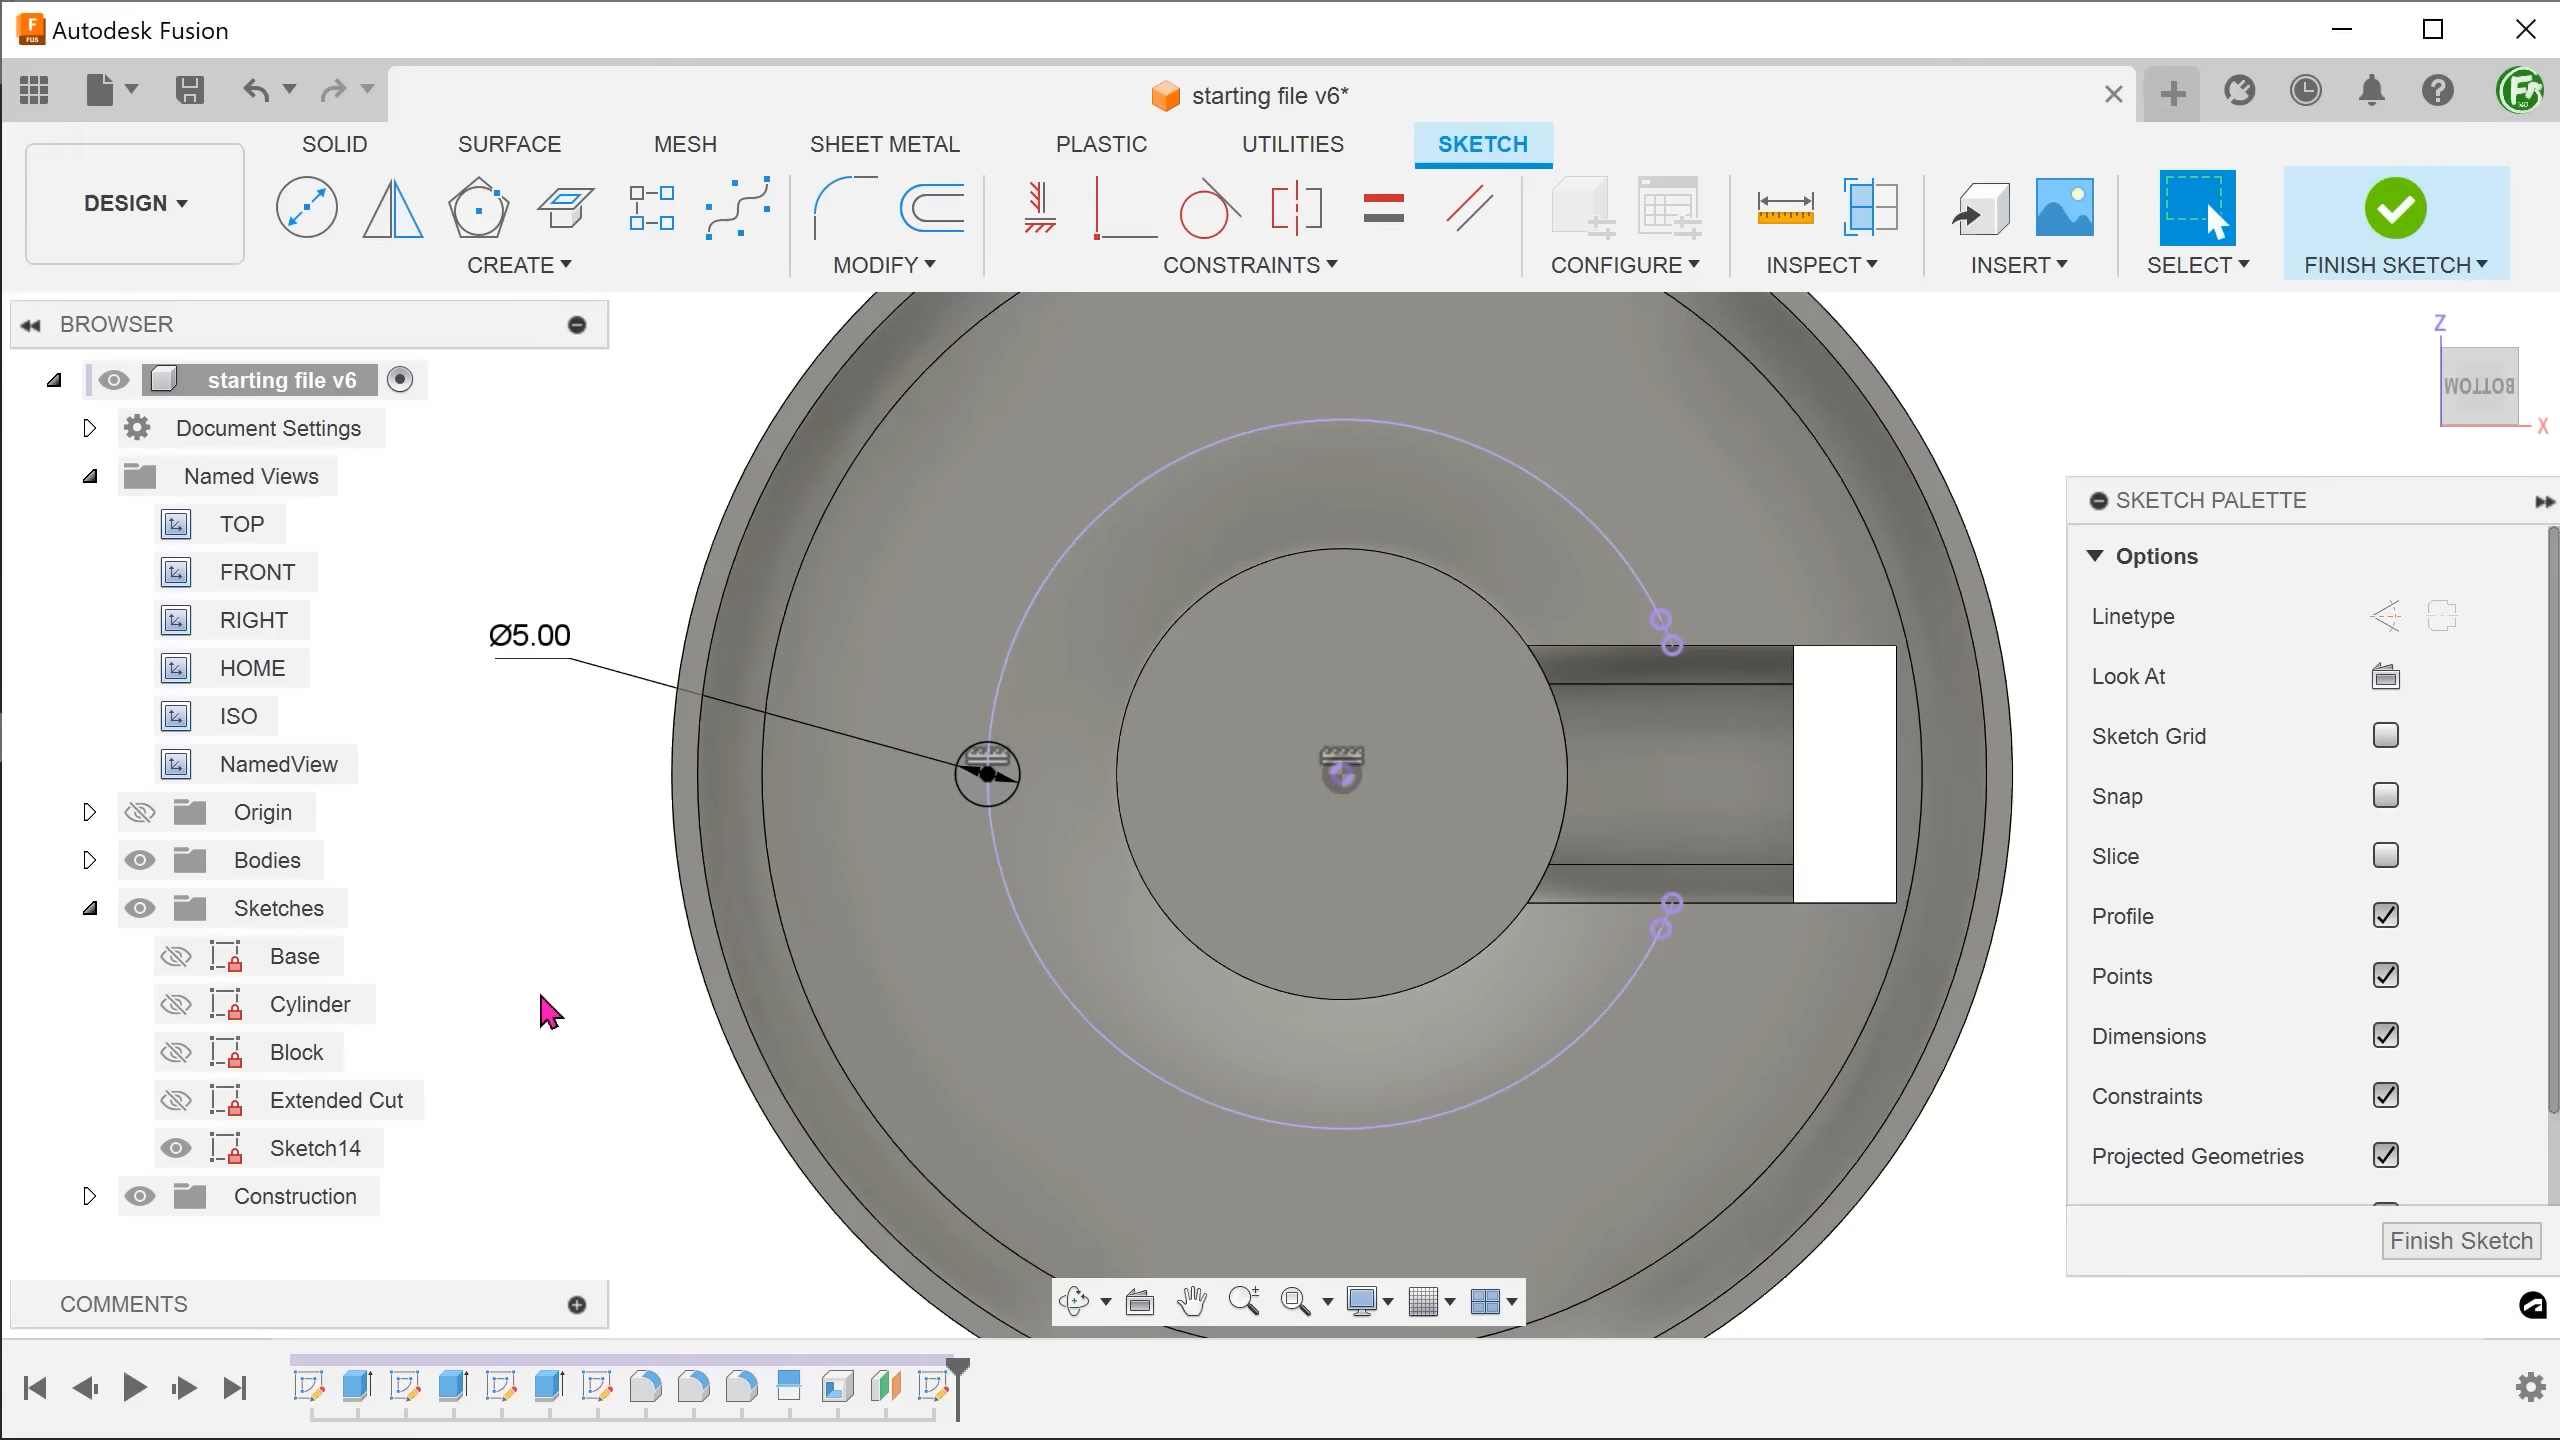 Autodesk Fusion
starting file v6*
SOLID SURFACE MESH SHEET METAL PLASTIC UTILITIES SKETCH
DESIGN
CREATE MODIFY CONSTRAINTS CONFIGURE INSPECT INSERT SELECT FINISH SKETCH
BROWSER
starting file v6
Document Settings
Named Views
TOP
FRONT
RIGHT
HOME
ISO
NamedView
Origin
Bodies
Sketches
Base
Cylinder
Block
Extended Cut
Sketch14
Construction
Ø5.00
Z
BOTTOM
X
SKETCH PALETTE
Options
Linetype
Look At
Sketch Grid
Snap
Slice
Profile
Points
Dimensions
Constraints
Projected Geometries
Finish Sketch
COMMENTS